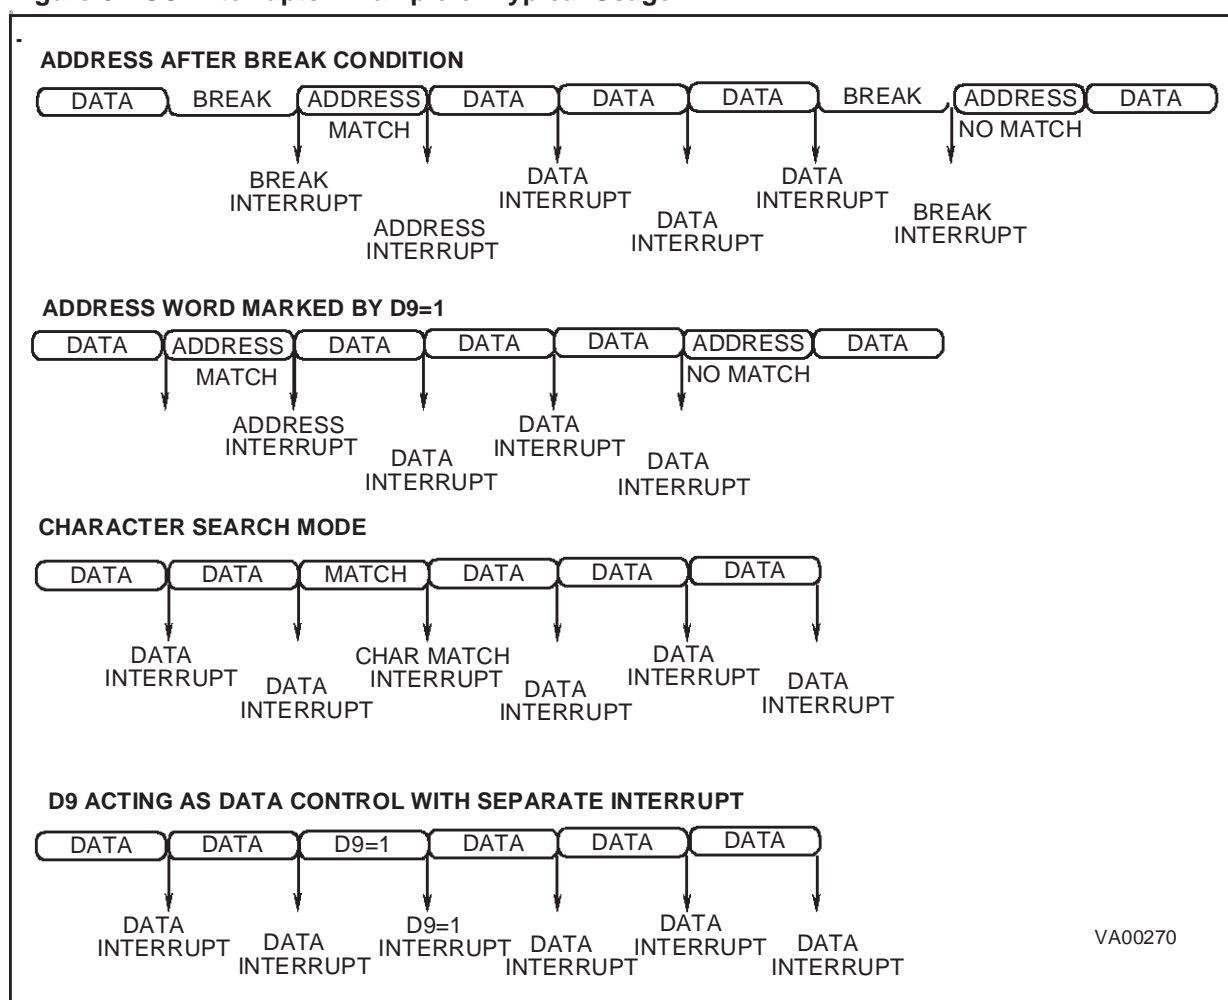 ADDRESS AFTER BREAK CONDITION
DATA BREAK ADDRESS DATA DATA DATA BREAK ADDRESS DATA
MATCH NO MATCH
BREAK
INTERRUPT
ADDRESS
INTERRUPT
DATA
INTERRUPT
DATA
INTERRUPT
DATA
INTERRUPT
BREAK
INTERRUPT
ADDRESS WORD MARKED BY D9=1
DATA ADDRESS DATA DATA DATA ADDRESS DATA
MATCH NO MATCH
ADDRESS
INTERRUPT
DATA
INTERRUPT
DATA
INTERRUPT
DATA
INTERRUPT
CHARACTER SEARCH MODE
DATA DATA MATCH DATA DATA DATA
DATA
INTERRUPT
DATA
INTERRUPT
CHAR MATCH
INTERRUPT
DATA
INTERRUPT
DATA
INTERRUPT
DATA
INTERRUPT
D9 ACTING AS DATA CONTROL WITH SEPARATE INTERRUPT
DATA DATA D9=1 DATA DATA DATA
DATA
INTERRUPT
DATA
INTERRUPT
D9=1
INTERRUPT
DATA
INTERRUPT
DATA
INTERRUPT
DATA
INTERRUPT
VA00270